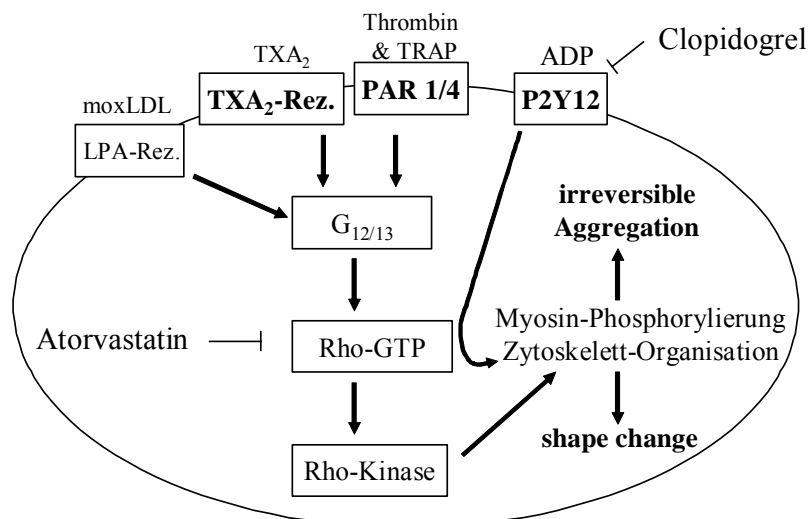 Thrombin
& TRAP
TXA₂
ADP
Clopidogrel
TXA₂-Rez.
PAR 1/4
P2Y12
moxLDL
LPA-Rez.
irreversible
Aggregation
G₁₂/₁₃
Myosin-Phosphorylierung
Zytoskelett-Organisation
Atorvastatin
Rho-GTP
shape change
Rho-Kinase